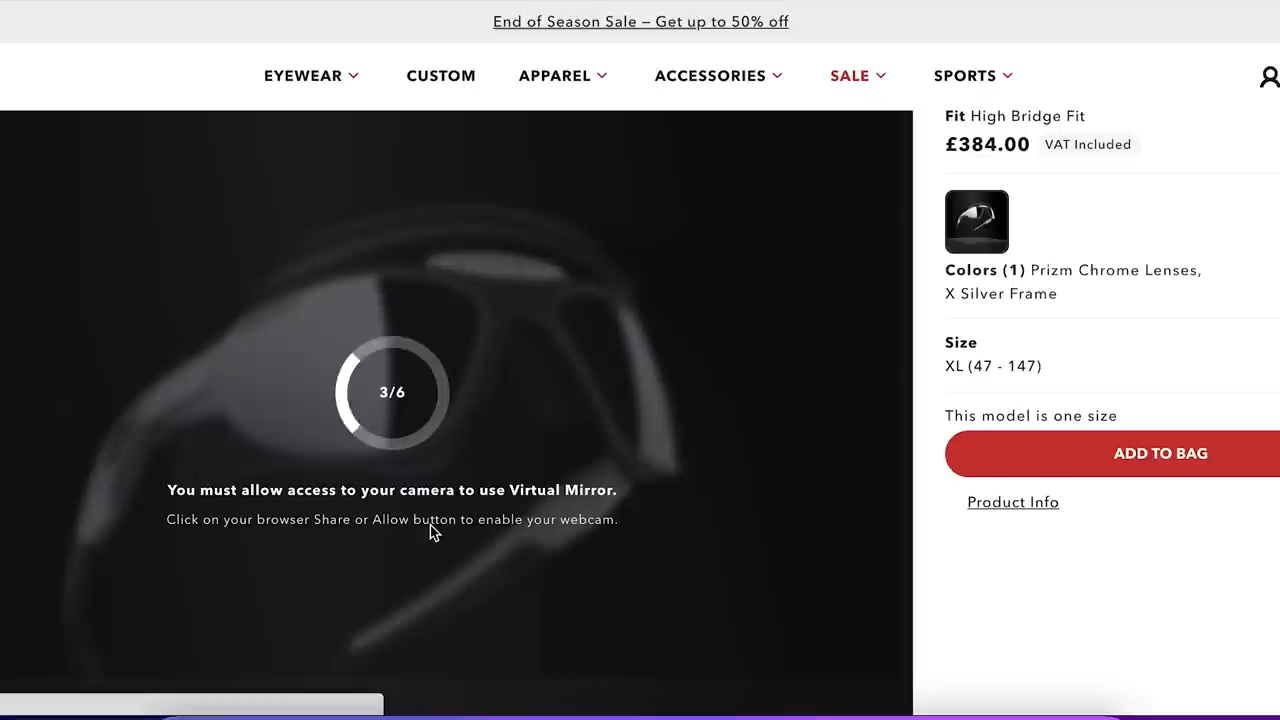 End of Season Sale – Get up to 50% off
EYEWEAR
CUSTOM
APPAREL
ACCESSORIES
SALE
SPORTS
Fit High Bridge Fit
£384.00 VAT Included
Colors (1) Prizm Chrome Lenses,
X Silver Frame
Size
XL (47 - 147)
This model is one size
ADD TO BAG
Product Info
3/6
You must allow access to your camera to use Virtual Mirror.
Click on your browser Share or Allow button to enable your webcam.